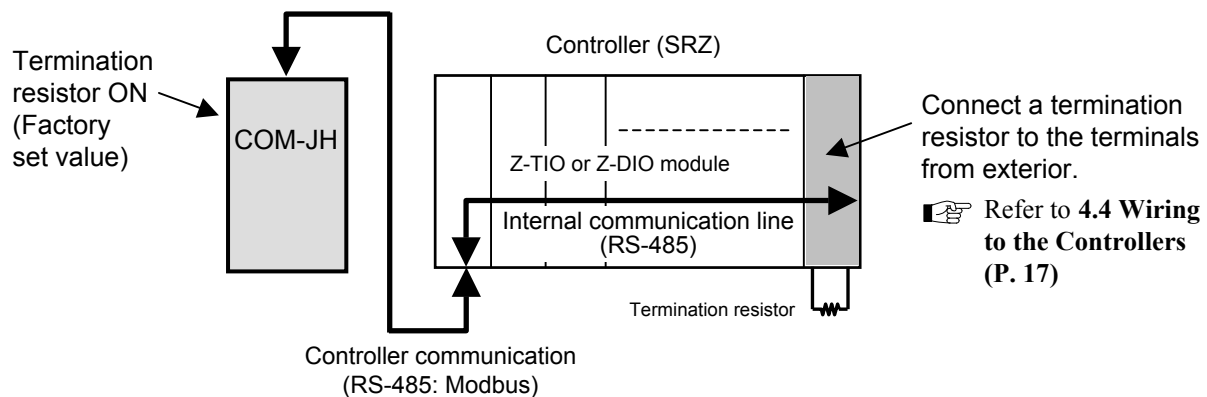 Termination
resistor ON
(Factory
set value)
COM-JH
Controller (SRZ)
Z-TIO or Z-DIO module
Internal communication line
(RS-485)
Termination resistor
Controller communication
(RS-485: Modbus)
Connect a termination
resistor to the terminals
from exterior.
Refer to 4.4 Wiring
to the Controllers
(P. 17)